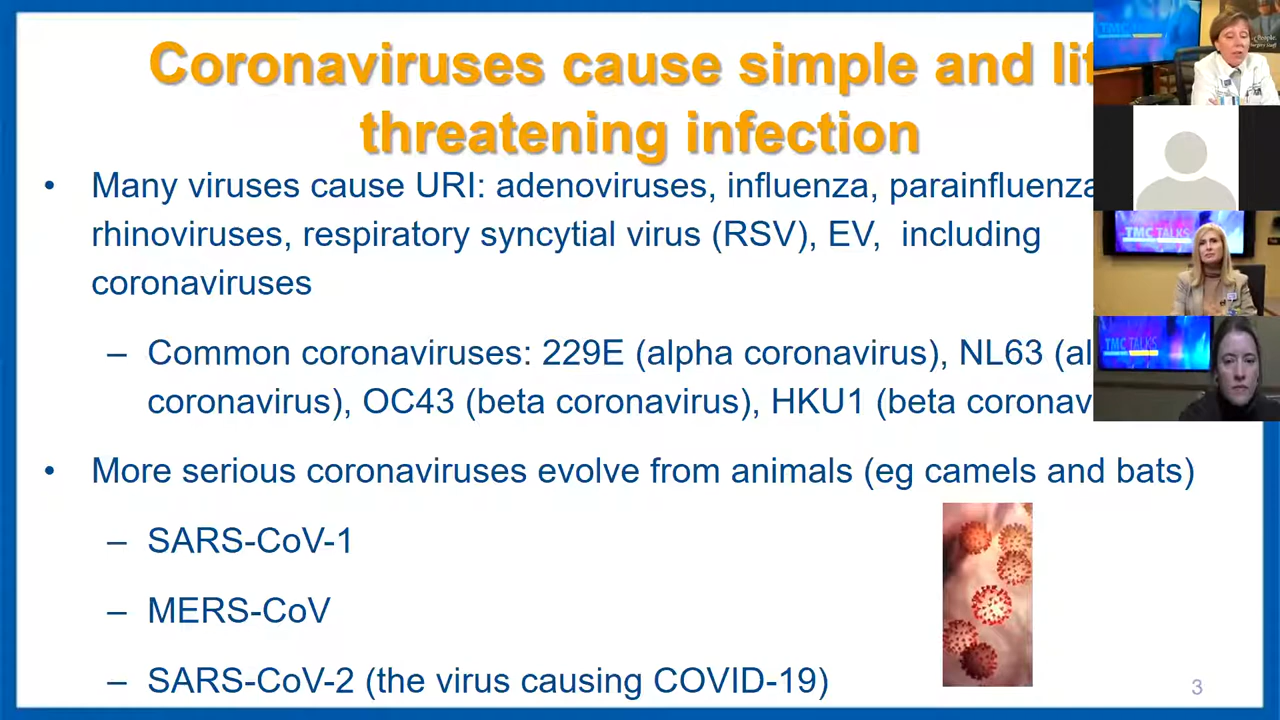 Coronaviruses cause simple and
threatening infection
• Many viruses cause URI: adenoviruses, influenza, parainfluenza
rhinoviruses, respiratory syncytial virus (RSV), EV, including
coronaviruses
– Common coronaviruses: 229E (alpha coronavirus), NL63 (al
coronavirus), OC43 (beta coronavirus), HKU1 (beta coronav
• More serious coronaviruses evolve from animals (eg camels and bats)
– SARS-CoV-1
– MERS-CoV
– SARS-CoV-2 (the virus causing COVID-19)
3
TMC TALKS
TMC TALKS
TMC TALKS